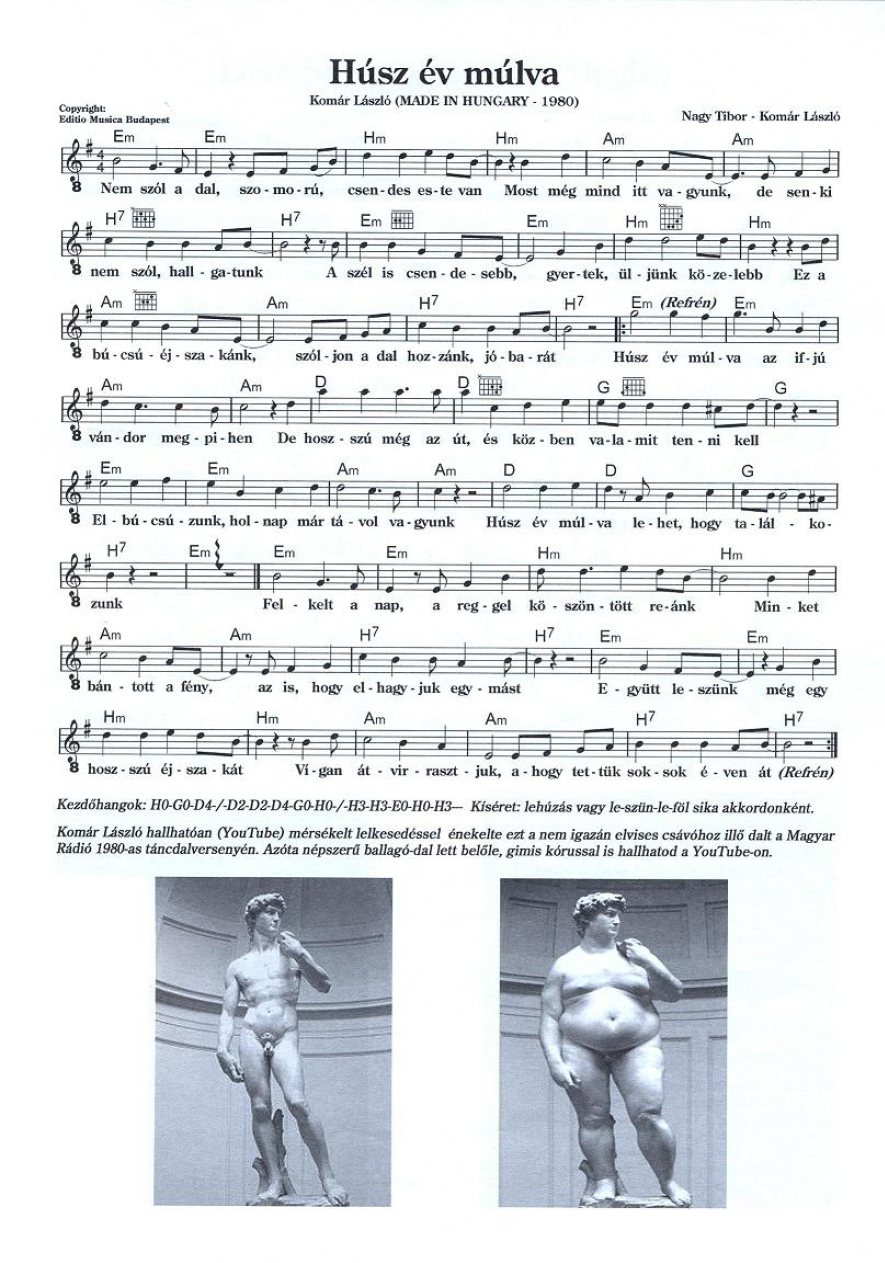 Húsz év múlva
Komár László (MADE IN HUNGARY - 1980)
Copyright:
Editio Musica Budapest
Nagy Tibor - Komár László
Em Em Hm Hm Am Am
4
4
8 Nem szól a dal, szo - mo - rú, csen - des es - te van Most még mind itt va - gyunk, de sen - ki
H7 H7 Em Em Hm Hm
8 nem szól, hall - ga - tunk A szél is csen - de - sebb, gyer - tek, ül - jünk kö - ze - lebb Ez a
Am Am H7 H7 Em (Refrén) Em
8 bú - csú - éj - sza - kánk, szól - jon a dal hoz - zánk, jó - ba - rát Húsz év múl - va az if - jú
Am Am D D G G
8 ván - dor meg - pi - hen De hosz - szú még az út, és köz - ben va - la - mit ten - ni kell
Em Em Am Am D D G
8 El - bú - csú - zunk, hol - nap már tá - vol va - gyunk Húsz év múl - va le - het, hogy ta - lál - ko -
H7 Em Em Em Hm Hm
8 zunk Fel - kelt a nap, a reg - gel kö - szön - tött re - ánk Min - ket
Am Am H7 H7 Em Em
8 bán - tott a fény, az is, hogy el - hagy - juk egy - mást E - gyütt le - szünk még egy
Hm Hm Am Am H7 H7
8 hosz - szú éj - sza - kát Ví - gan át - vir - raszt - juk, a - hogy tet - tük sok - sok é - ven át (Refrén)
Kezdőhangok: H0-G0-D4-/-D2-D2-D4-G0-H0-/-H3-H3-E0-H0-H3-- Kíséret: lehúzás vagy le-szün-le-föl sika akkordonként.
Komár László hallhatóan (YouTube) mérsékelt lelkesedéssel énekelte ezt a nem igazán elvises csávóhoz illő dalt a Magyar
Rádió 1980-as táncdalversenyén. Azóta népszerű ballagó-dal lett belőle, gimis kórussal is hallhatod a YouTube-on.